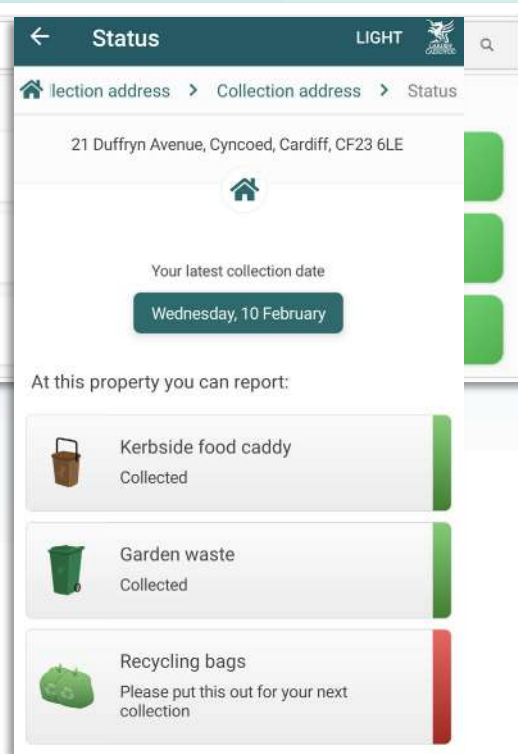 Status LIGHT
lection address > Collection address > Status
21 Duffryn Avenue, Cyncoed, Cardiff, CF23 6LE
Your latest collection date
Wednesday, 10 February
At this property you can report:
Kerbside food caddy
Collected
Garden waste
Collected
Recycling bags
Please put this out for your next
collection